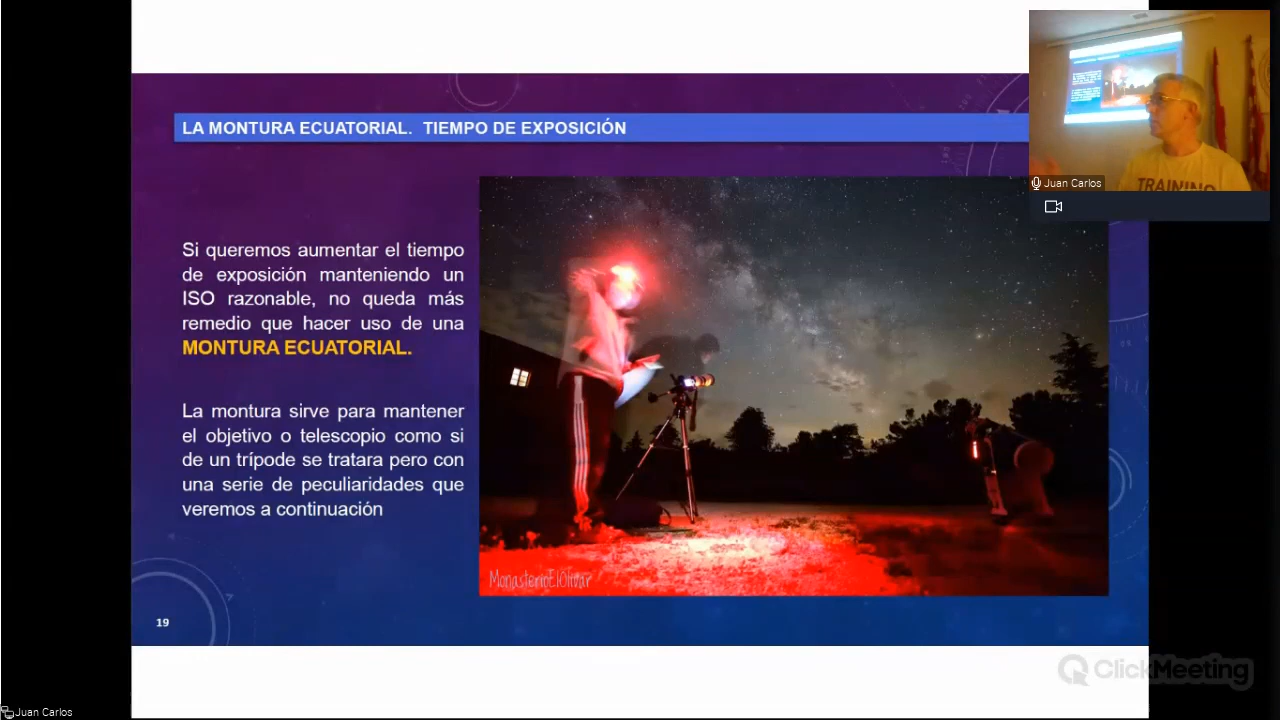 LA MONTURA ECUATORIAL.  TIEMPO DE EXPOSICIÓN
Si queremos aumentar el tiempo
de exposición manteniendo un
ISO razonable, no queda más
remedio que hacer uso de una
MONTURA ECUATORIAL.
La montura sirve para mantener
el objetivo o telescopio como si
de un trípode se tratara pero con
una serie de peculiaridades que
veremos a continuación
MonasterioElOlivar
19
TRAINING
Juan Carlos
ClickMeeting
Juan Carlos